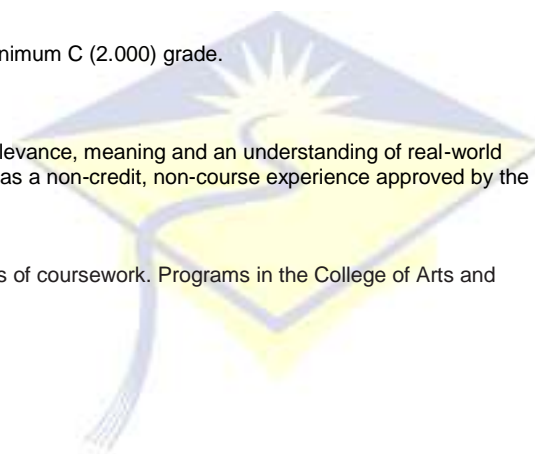 nimum C (2.000) grade.
levance, meaning and an understanding of real-world
as a non-credit, non-course experience approved by the
s of coursework. Programs in the College of Arts and